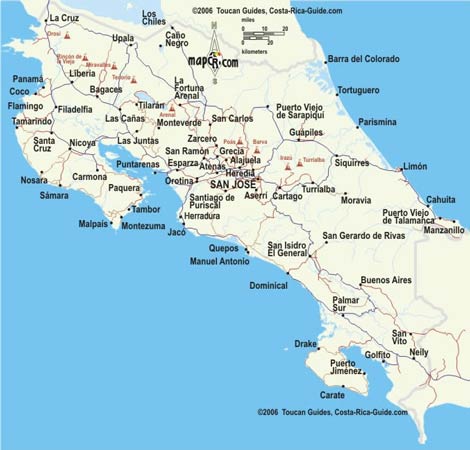 ©2006 Toucan Guides, Costa-Rica-Guide.com
miles
0 10 20
0 10 20
kilometers
N
mapCR.com
S
La Cruz
Los
Chiles
Orosi
Upala
Caño
Negro
Rincón de
la Vieja
Miravalles
Tenorio
Barra del Colorado
Panamá
Liberia
Coco
Bagaces
La
Fortuna
Arenal
Tortuguero
Flamingo
Filadelfia
Tilarán
Arenal
Puerto Viejo
de Sarapiquí
Tamarindo
Las Cañas
Monteverde
San Carlos
Parismina
Santa
Cruz
Nicoya
Las Juntas
Zarcero
Poás
Barva
Guápiles
San Ramón
Grecia
Irazú
Turrialba
Puntarenas
Esparza
Atenas
Alajuela
Siquirres
Limón
Nosara
Carmona
Orotina
Heredia
SAN JOSÉ
Sámara
Paquera
Aserrí
Cartago
Turrialba
Moravia
Cahuita
Santiago de
Puriscal
Tambor
Herradura
Puerto Viejo
de Talamanca
Malpaís
Montezuma
Jacó
San Gerardo de Rivas
Manzanillo
Quepos
San Isidro
El General
Manuel Antonio
Dominical
Buenos Aires
Palmar
Sur
San
Vito
Drake
Golfito
Neily
Puerto
Jiménez
Carate
©2006 Toucan Guides, Costa-Rica-Guide.com